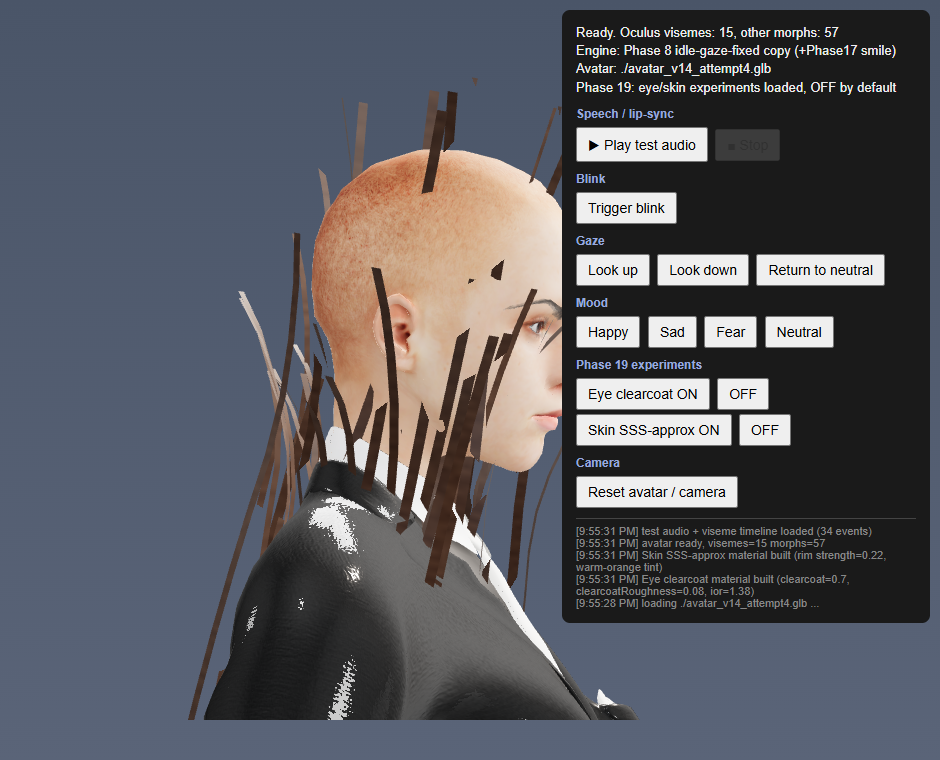 Ready. Oculus visemes: 15, other morphs: 57
Engine: Phase 8 idle-gaze-fixed copy (+Phase17 smile)
Avatar: ./avatar_v14_attempt4.glb
Phase 19: eye/skin experiments loaded, OFF by default
Speech / lip-sync
▶ Play test audio
■ Stop
Blink
Trigger blink
Gaze
Look up
Look down
Return to neutral
Mood
Happy
Sad
Fear
Neutral
Phase 19 experiments
Eye clearcoat ON
OFF
Skin SSS-approx ON
OFF
Camera
Reset avatar / camera
[9:55:31 PM] test audio + viseme timeline loaded (34 events)
[9:55:31 PM] avatar ready, visemes=15 morphs=57
[9:55:31 PM] Skin SSS-approx material built (rim strength=0.22,
warm-orange tint)
[9:55:31 PM] Eye clearcoat material built (clearcoat=0.7,
clearcoatRoughness=0.08, ior=1.38)
[9:55:28 PM] loading ./avatar_v14_attempt4.glb ...